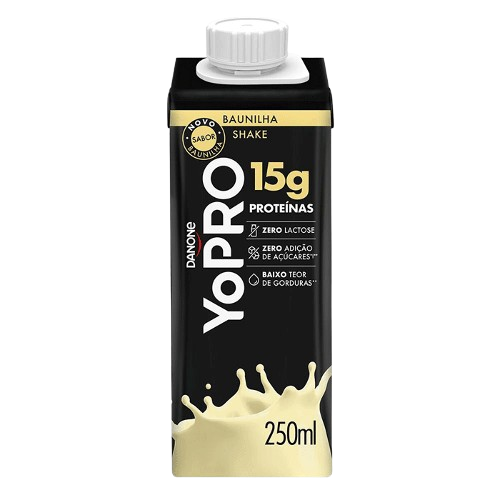 BAUNILHA
SHAKE
NOVO
SABOR
BAUNILHA
15g
PROTEÍNAS
DANONE
YoPRO
ZERO LACTOSE
ZERO ADIÇÃO
DE AÇÚCARES
BAIXO TEOR
DE GORDURAS**
250ml